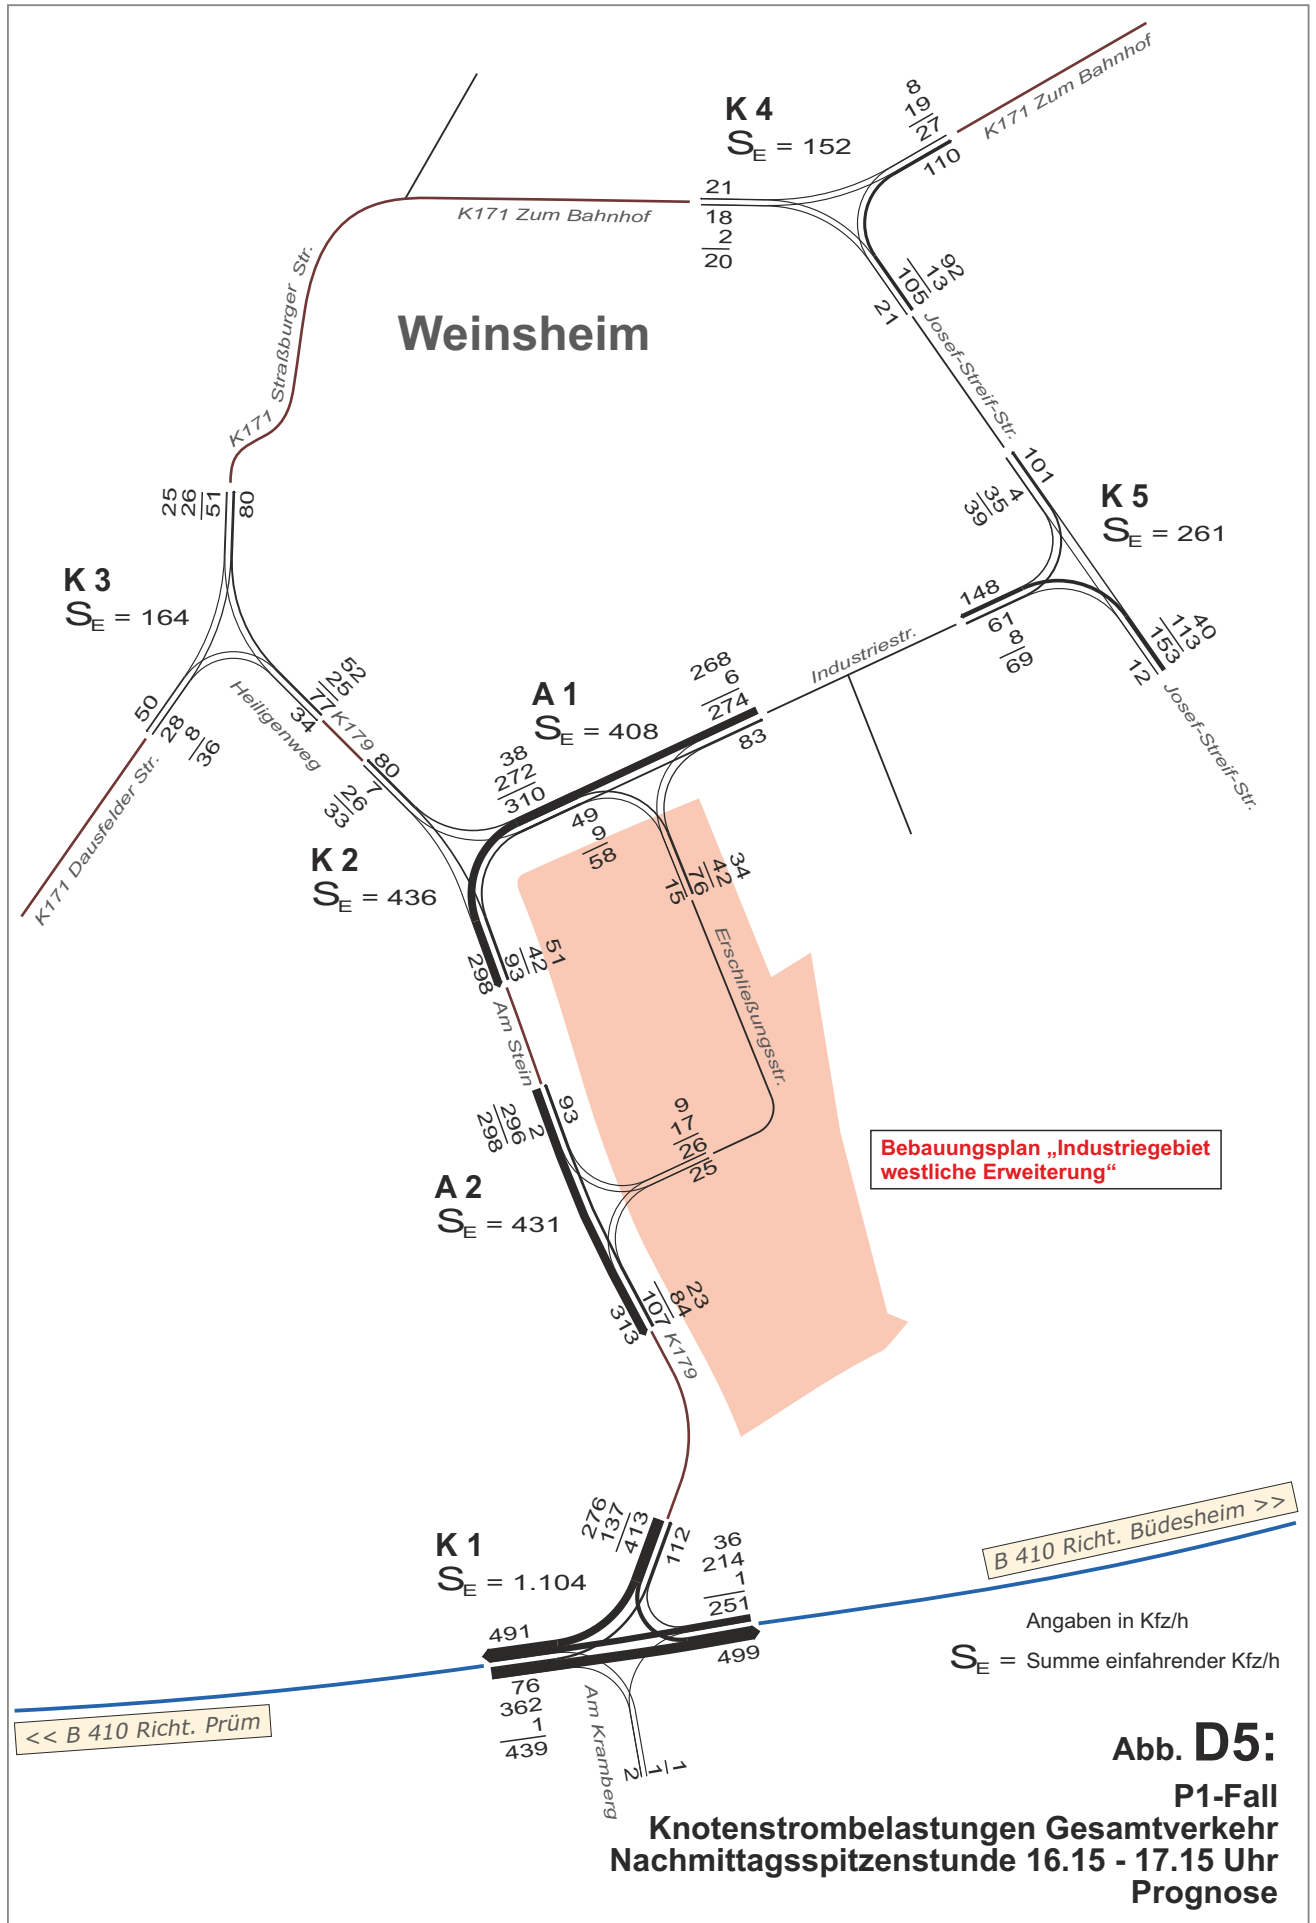 K171 Zum Bahnhof
8
19
27
110
K 4
SE = 152
21
18
2
20
K171 Zum Bahnhof
92
13
105
21
Josef-Streif-Str.
K171 Straßburger Str.
Weinsheim
25
26
51
80
K 3
SE = 164
50
28
8
36
52
25
77
34
K179
Heiligenweg
K171 Dausfelder Str.
101
4
35
39
K 5
SE = 261
148
61
8
69
40
113
153
12
Josef-Streif-Str.
Industriestr.
268
6
274
83
A 1
SE = 408
38
272
310
49
9
58
80
7
26
33
K 2
SE = 436
34
42
76
15
51
42
93
298
Am Stein
Erschließungsstr.
93
2
296
298
9
17
26
25
A 2
SE = 431
Bebauungsplan „Industriegebiet
westliche Erweiterung“
23
84
107
313
K179
276
137
413
112
K 1
SE = 1.104
36
214
1
251
491
499
76
362
1
439
Am Kramberg
2
1
1
B 410 Richt. Büdesheim >>
<< B 410 Richt. Prüm
Angaben in Kfz/h
SE = Summe einfahrender Kfz/h
Abb. D5:
P1-Fall
Knotenstrombelastungen Gesamtverkehr
Nachmittagsspitzenstunde 16.15 - 17.15 Uhr
Prognose